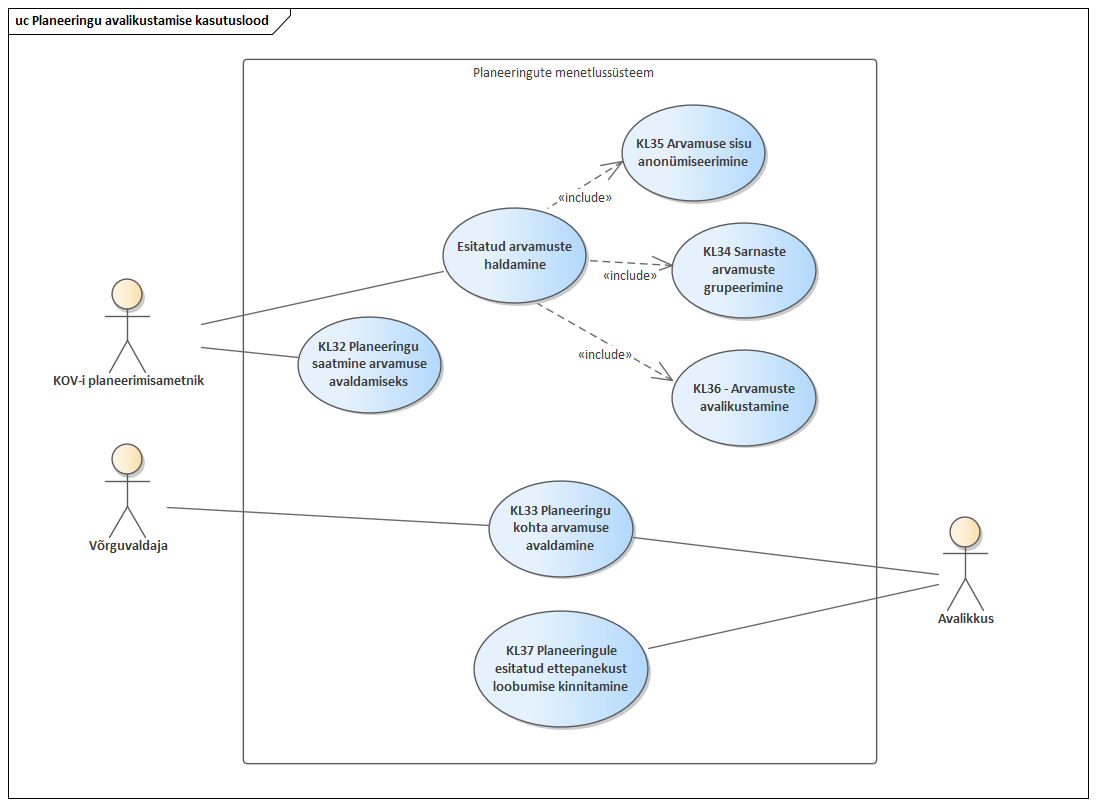 uc Planeeringu avalikustamise kasutuslood
Planeeringute menetlussüsteem
KL35 Arvamuse sisu
anonümiseerimine
«include»
Esitatud arvamuste
haldamine
KL34 Sarnaste
arvamuste
grupeerimine
«include»
KL32 Planeeringu
saatmine arvamuse
avaldamiseks
«include»
KOV-i planeerimisametnik
KL36 - Arvamuste
avalikustamine
KL33 Planeeringu
kohta arvamuse
avaldamine
Võrguvaldaja
Avalikkus
KL37 Planeeringule
esitatud ettepanekust
loobumise kinnitamine